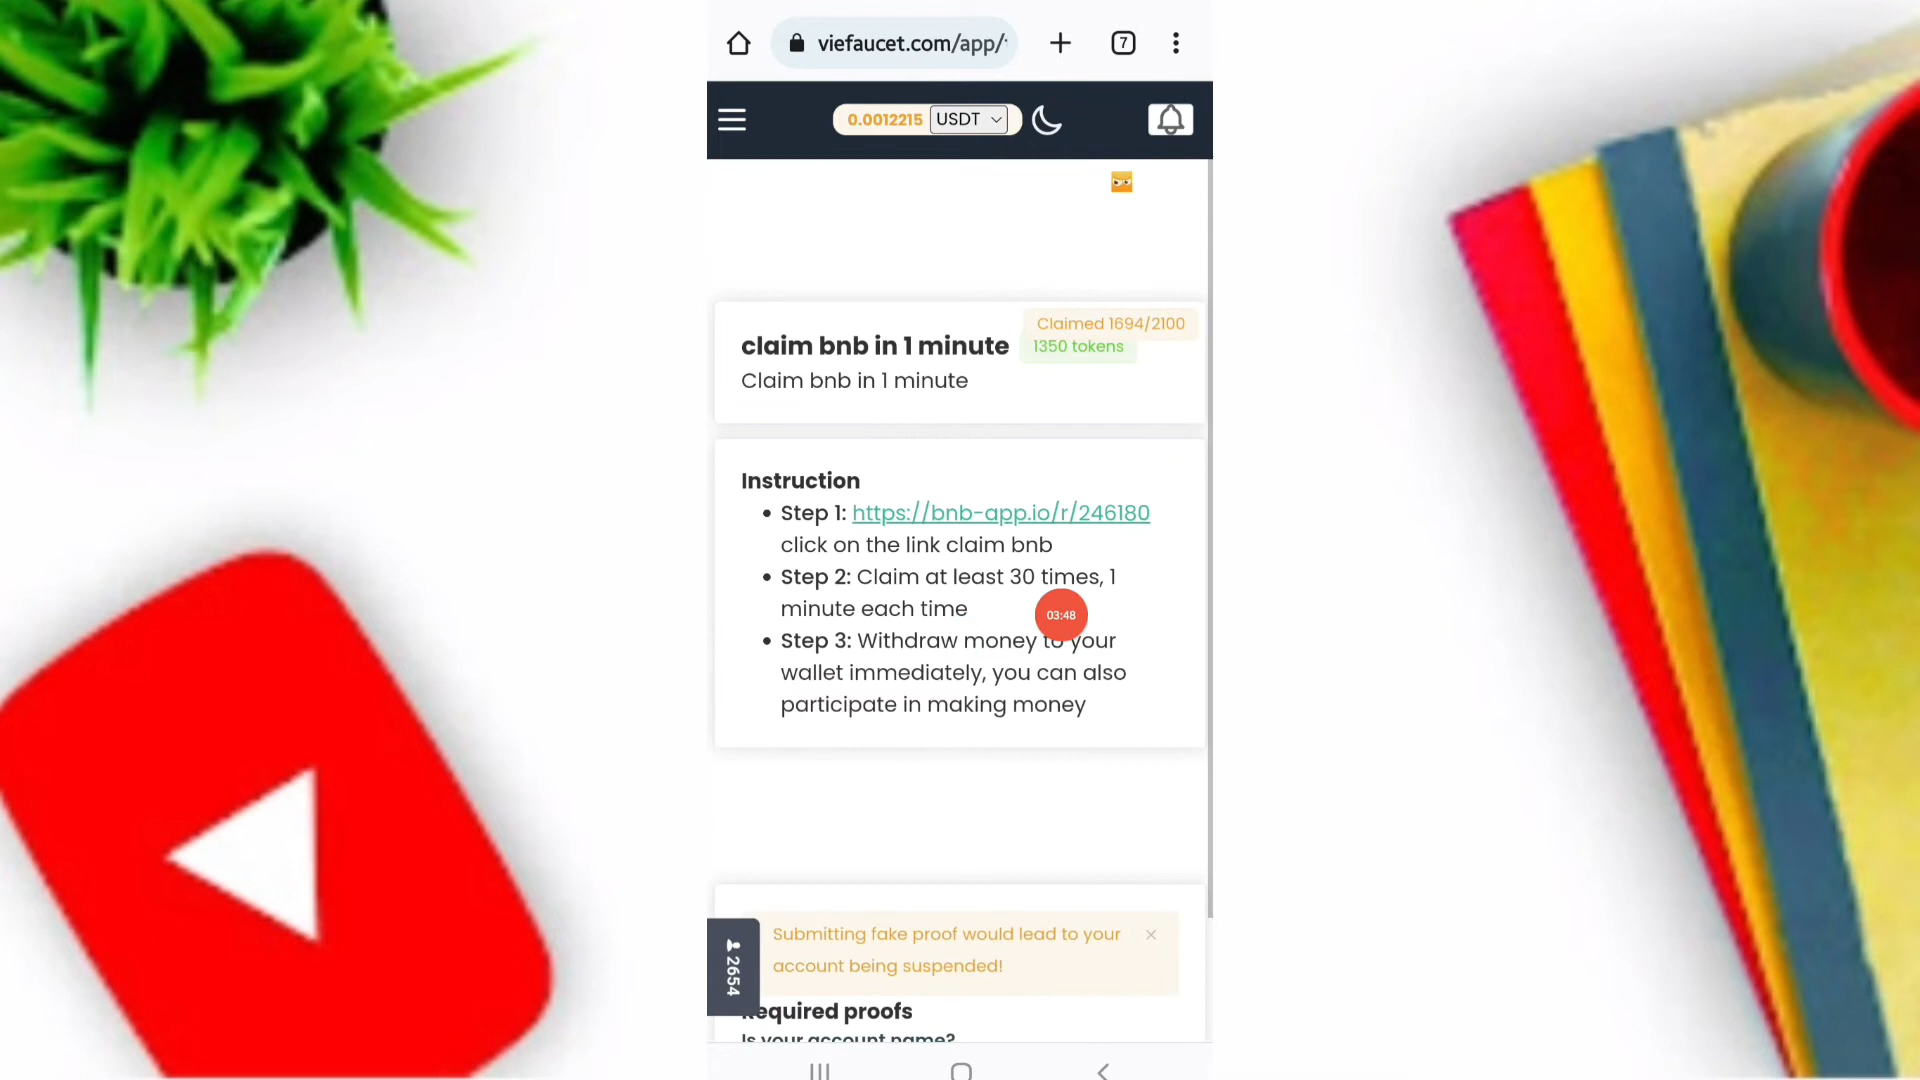 viefaucet.com/app/
7
0.0012215 USDT
Claimed 1694/2100
claim bnb in 1 minute
1350 tokens
Claim bnb in 1 minute
Instruction
• Step 1: https://bnb-app.io/r/246180
click on the link claim bnb
• Step 2: Claim at least 30 times, 1
minute each time
03:48
• Step 3: Withdraw money to your
wallet immediately, you can also
participate in making money
Submitting fake proof would lead to your
account being suspended!
2654
Required proofs
Is your account name?